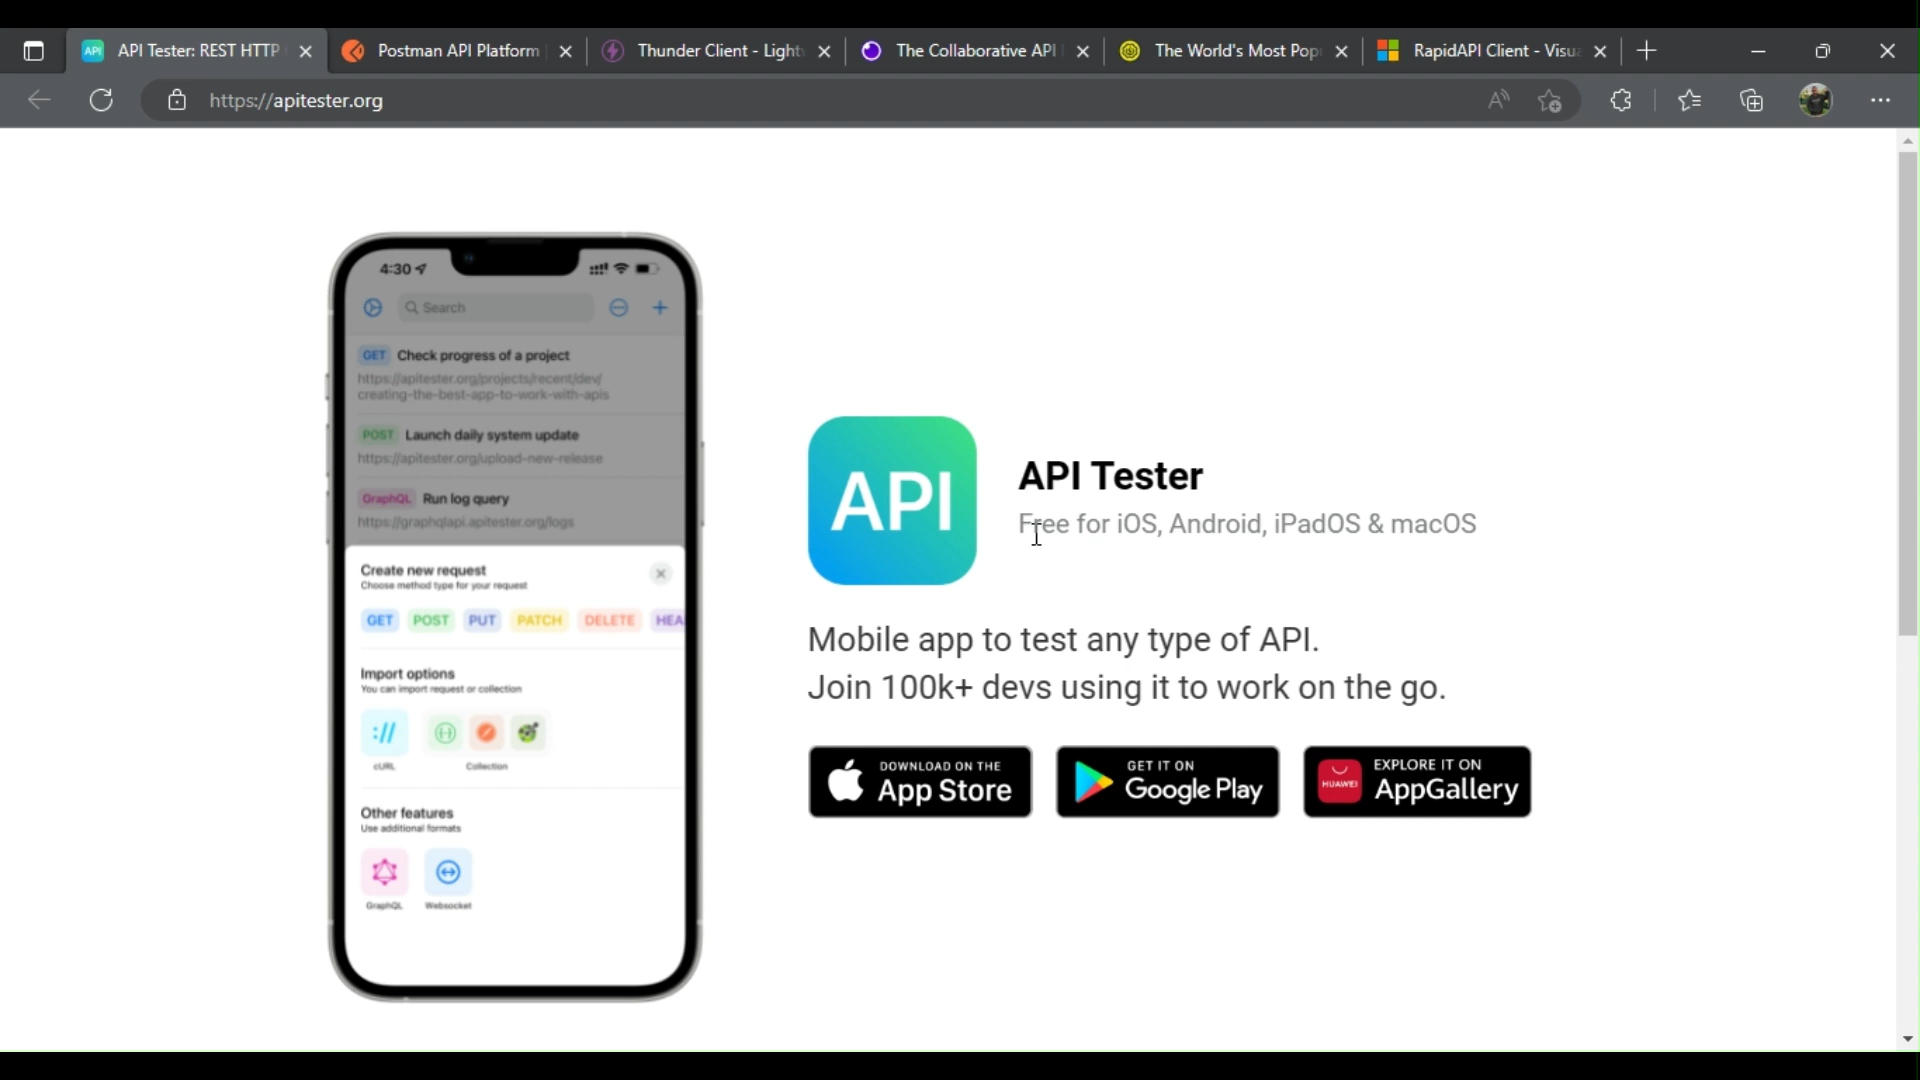 API Tester: REST HTTP
Postman API Platform
Thunder Client - Light
The Collaborative API
The World's Most Pop
RapidAPI Client - Visu
https://apitester.org
4:30
Search
GET Check progress of a project
https://apitester.org/projects/recent/dev/
creating-the-best-app-to-work-with-apis
POST Launch daily system update
https://apitester.org/upload-new-release
GraphQL Run log query
https://graphqlapi.apitester.org/logs
Create new request
Choose method type for your request
GET POST PUT PATCH DELETE HEA
Import options
You can import request or collection
://
cURL Collection
Other features
Use additional formats
GraphQL Websocket
API
API Tester
Free for iOS, Android, iPadOS & macOS
Mobile app to test any type of API.
Join 100k+ devs using it to work on the go.
DOWNLOAD ON THE
App Store
GET IT ON
Google Play
HUAWEI
EXPLORE IT ON
AppGallery